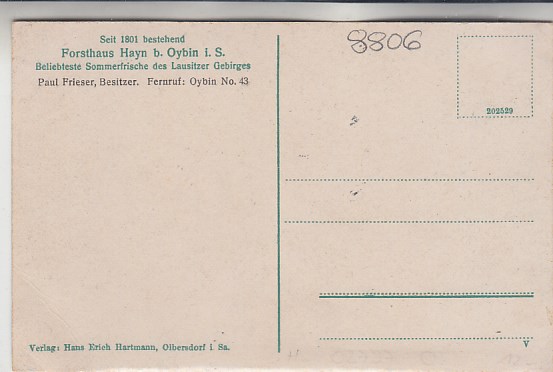 Seit 1801 bestehend
Forsthaus Hayn b. Oybin i. S.
Beliebteste Sommerfrische des Lausitzer Gebirges
Paul Frieser, Besitzer. Fernruf: Oybin No. 43
8806
202529
Verlag: Hans Erich Hartmann, Olbersdorf i Sa.
V